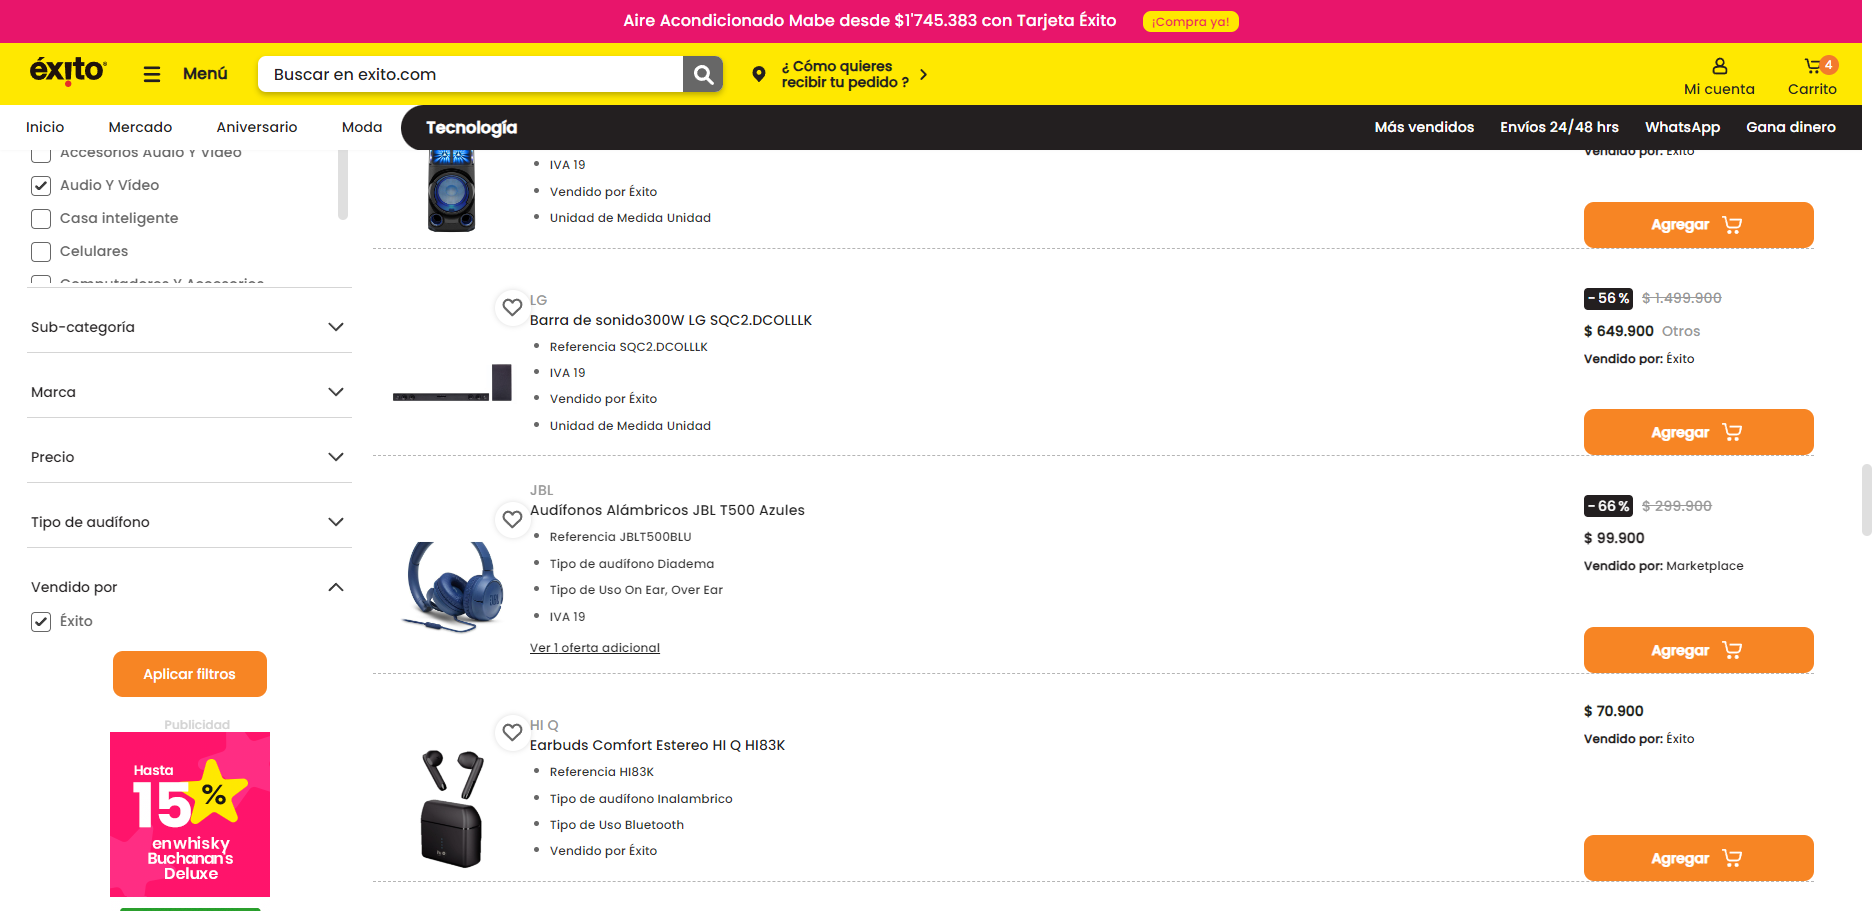 Aire Acondicionado Mabe desde $1'745.383 con Tarjeta Éxito
¡Compra ya!
éxito
Menú
Buscar en exito.com
¿ Cómo quieres
recibir tu pedido ?
Mi cuenta
4
Carrito
Inicio
Mercado
Aniversario
Moda
Tecnología
Más vendidos
Envíos 24/48 hrs
WhatsApp
Gana dinero
Accesorios Audio Y Video
Audio Y Vídeo
Casa inteligente
Celulares
Computadores Y Accesorios
Sub-categoría
Marca
Precio
Tipo de audífono
Vendido por
Éxito
Aplicar filtros
Publicidad
Hasta
15%
en whisky
Buchanan's
Deluxe
IVA 19
Vendido por Éxito
Unidad de Medida Unidad
Vendido por: Éxito
Agregar
LG
Barra de sonido300W LG SQC2.DCOLLLK
Referencia SQC2.DCOLLLK
IVA 19
Vendido por Éxito
Unidad de Medida Unidad
-56%
$ 1.499.900
$ 649.900 Otros
Vendido por: Éxito
Agregar
JBL
Audífonos Alámbricos JBL T500 Azules
Referencia JBLT500BLU
Tipo de audífono Diadema
Tipo de Uso On Ear, Over Ear
IVA 19
Ver 1 oferta adicional
-66%
$ 299.900
$ 99.900
Vendido por: Marketplace
Agregar
HI Q
Earbuds Comfort Estereo HI Q HI83K
Referencia HI83K
Tipo de audífono Inalambrico
Tipo de Uso Bluetooth
Vendido por Éxito
$ 70.900
Vendido por: Éxito
Agregar